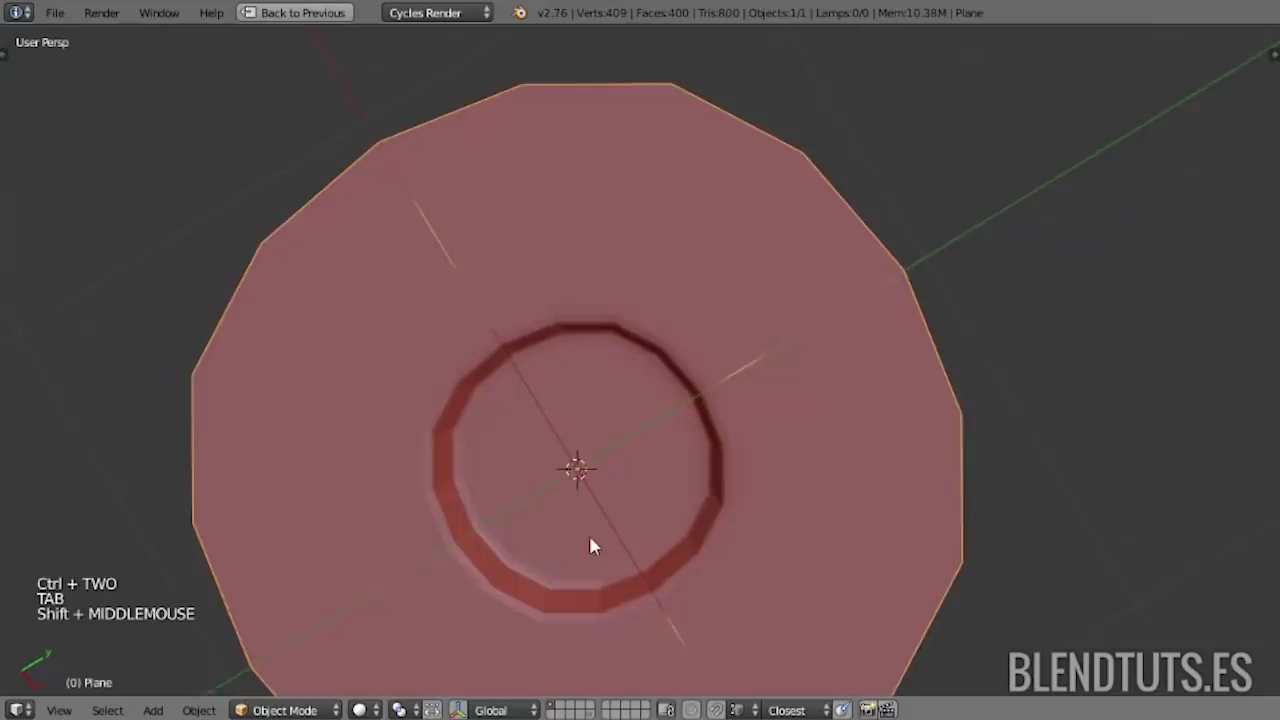 File Render Window Help Back to Previous Cycles Render v2.76 | Verts:409 | Faces:400 | Tris:800 | Objects:1/1 | Lamps:0/0 | Mem:10.38M | Plane
User Persp
Ctrl + TWO
TAB
Shift + MIDDLEMOUSE
y
(0) Plane
BLENDTUTS.ES
View Select Add Object Object Mode Global Closest